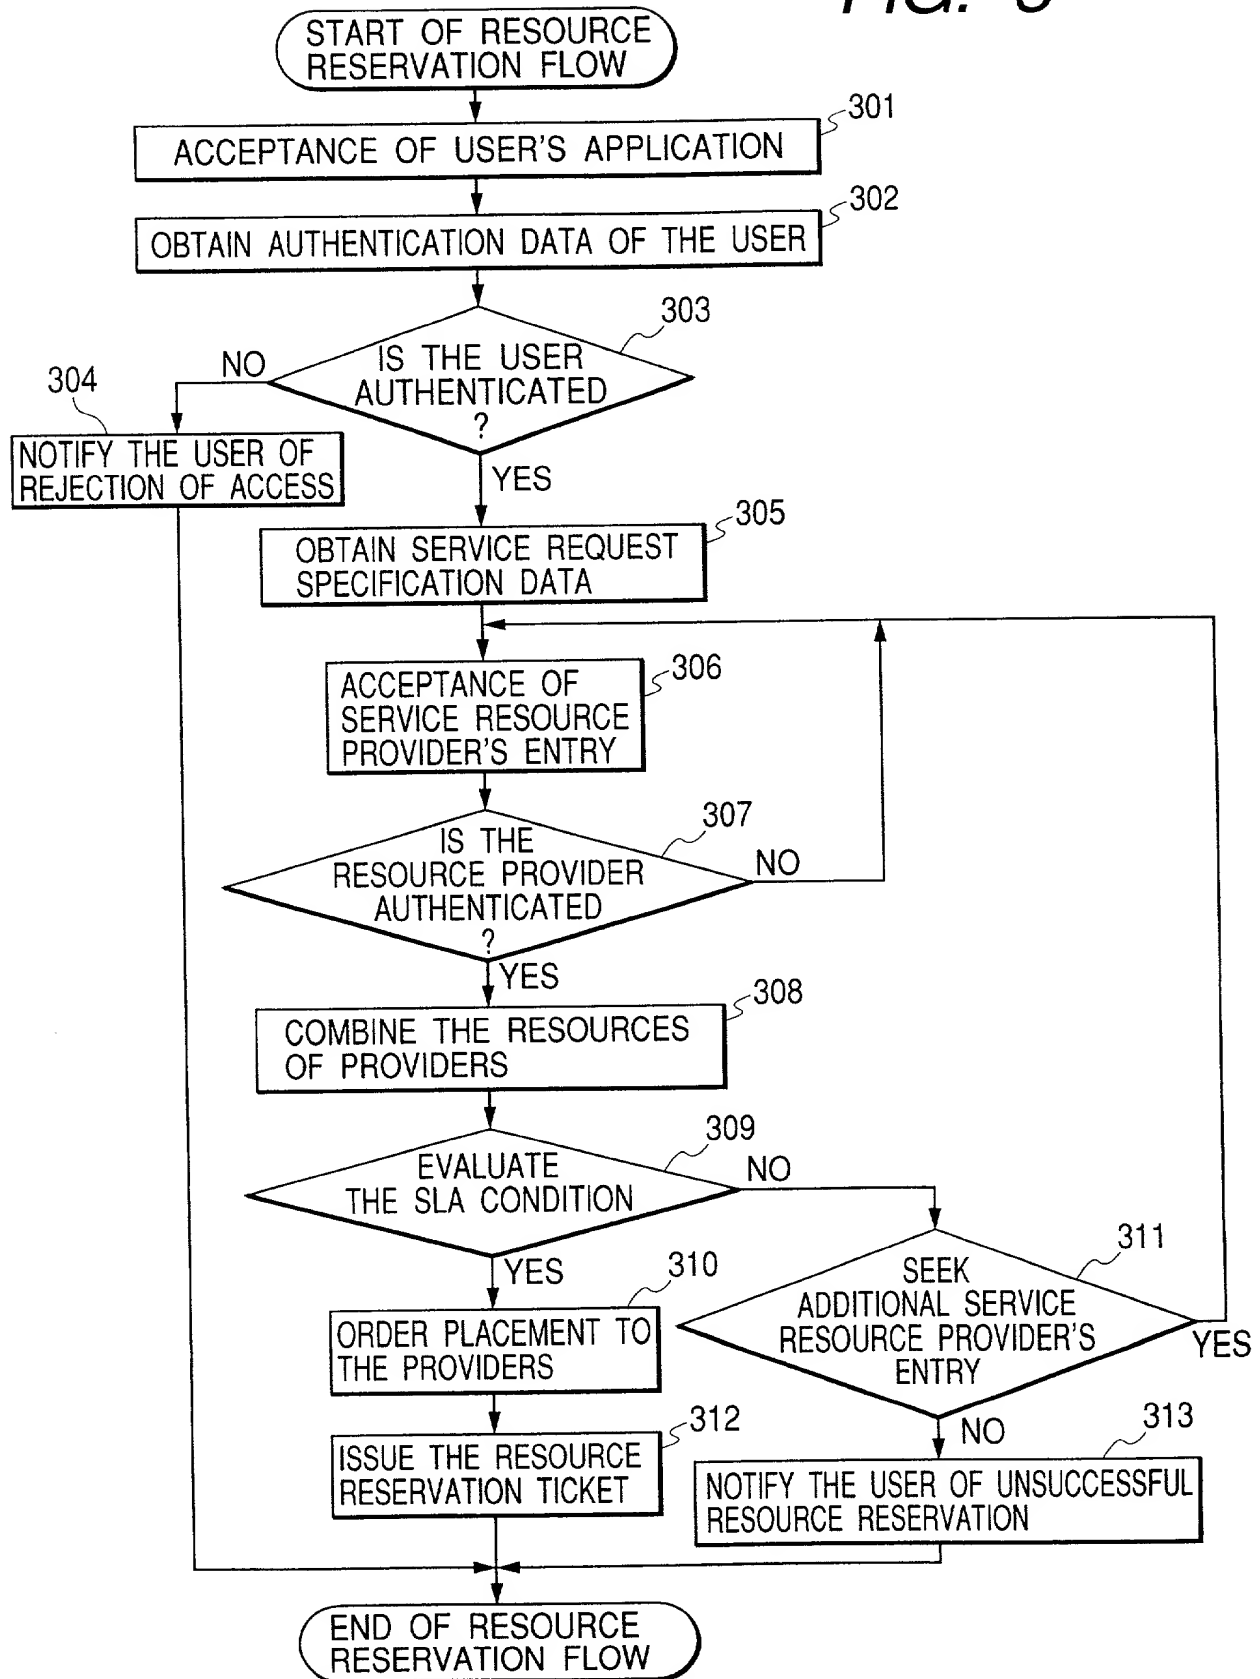 FIG.
START OF RESOURCE
RESERVATION FLOW
301
ACCEPTANCE OF USER'S APPLICATION
302
OBTAIN AUTHENTICATION DATA OF THE USER
303
IS THE USER
AUTHENTICATED
?
NO
304
NOTIFY THE USER OF
REJECTION OF ACCESS
YES
305
OBTAIN SERVICE REQUEST
SPECIFICATION DATA
306
ACCEPTANCE OF
SERVICE RESOURCE
PROVIDER'S ENTRY
307
IS THE
RESOURCE PROVIDER
AUTHENTICATED
?
NO
YES
308
COMBINE THE RESOURCES
OF PROVIDERS
309
EVALUATE
THE SLA CONDITION
NO
YES
310
ORDER PLACEMENT TO
THE PROVIDERS
311
SEEK
ADDITIONAL SERVICE
RESOURCE PROVIDER'S
ENTRY
YES
NO
312
ISSUE THE RESOURCE
RESERVATION TICKET
313
NOTIFY THE USER OF UNSUCCESSFUL
RESOURCE RESERVATION
END OF RESOURCE
RESERVATION FLOW